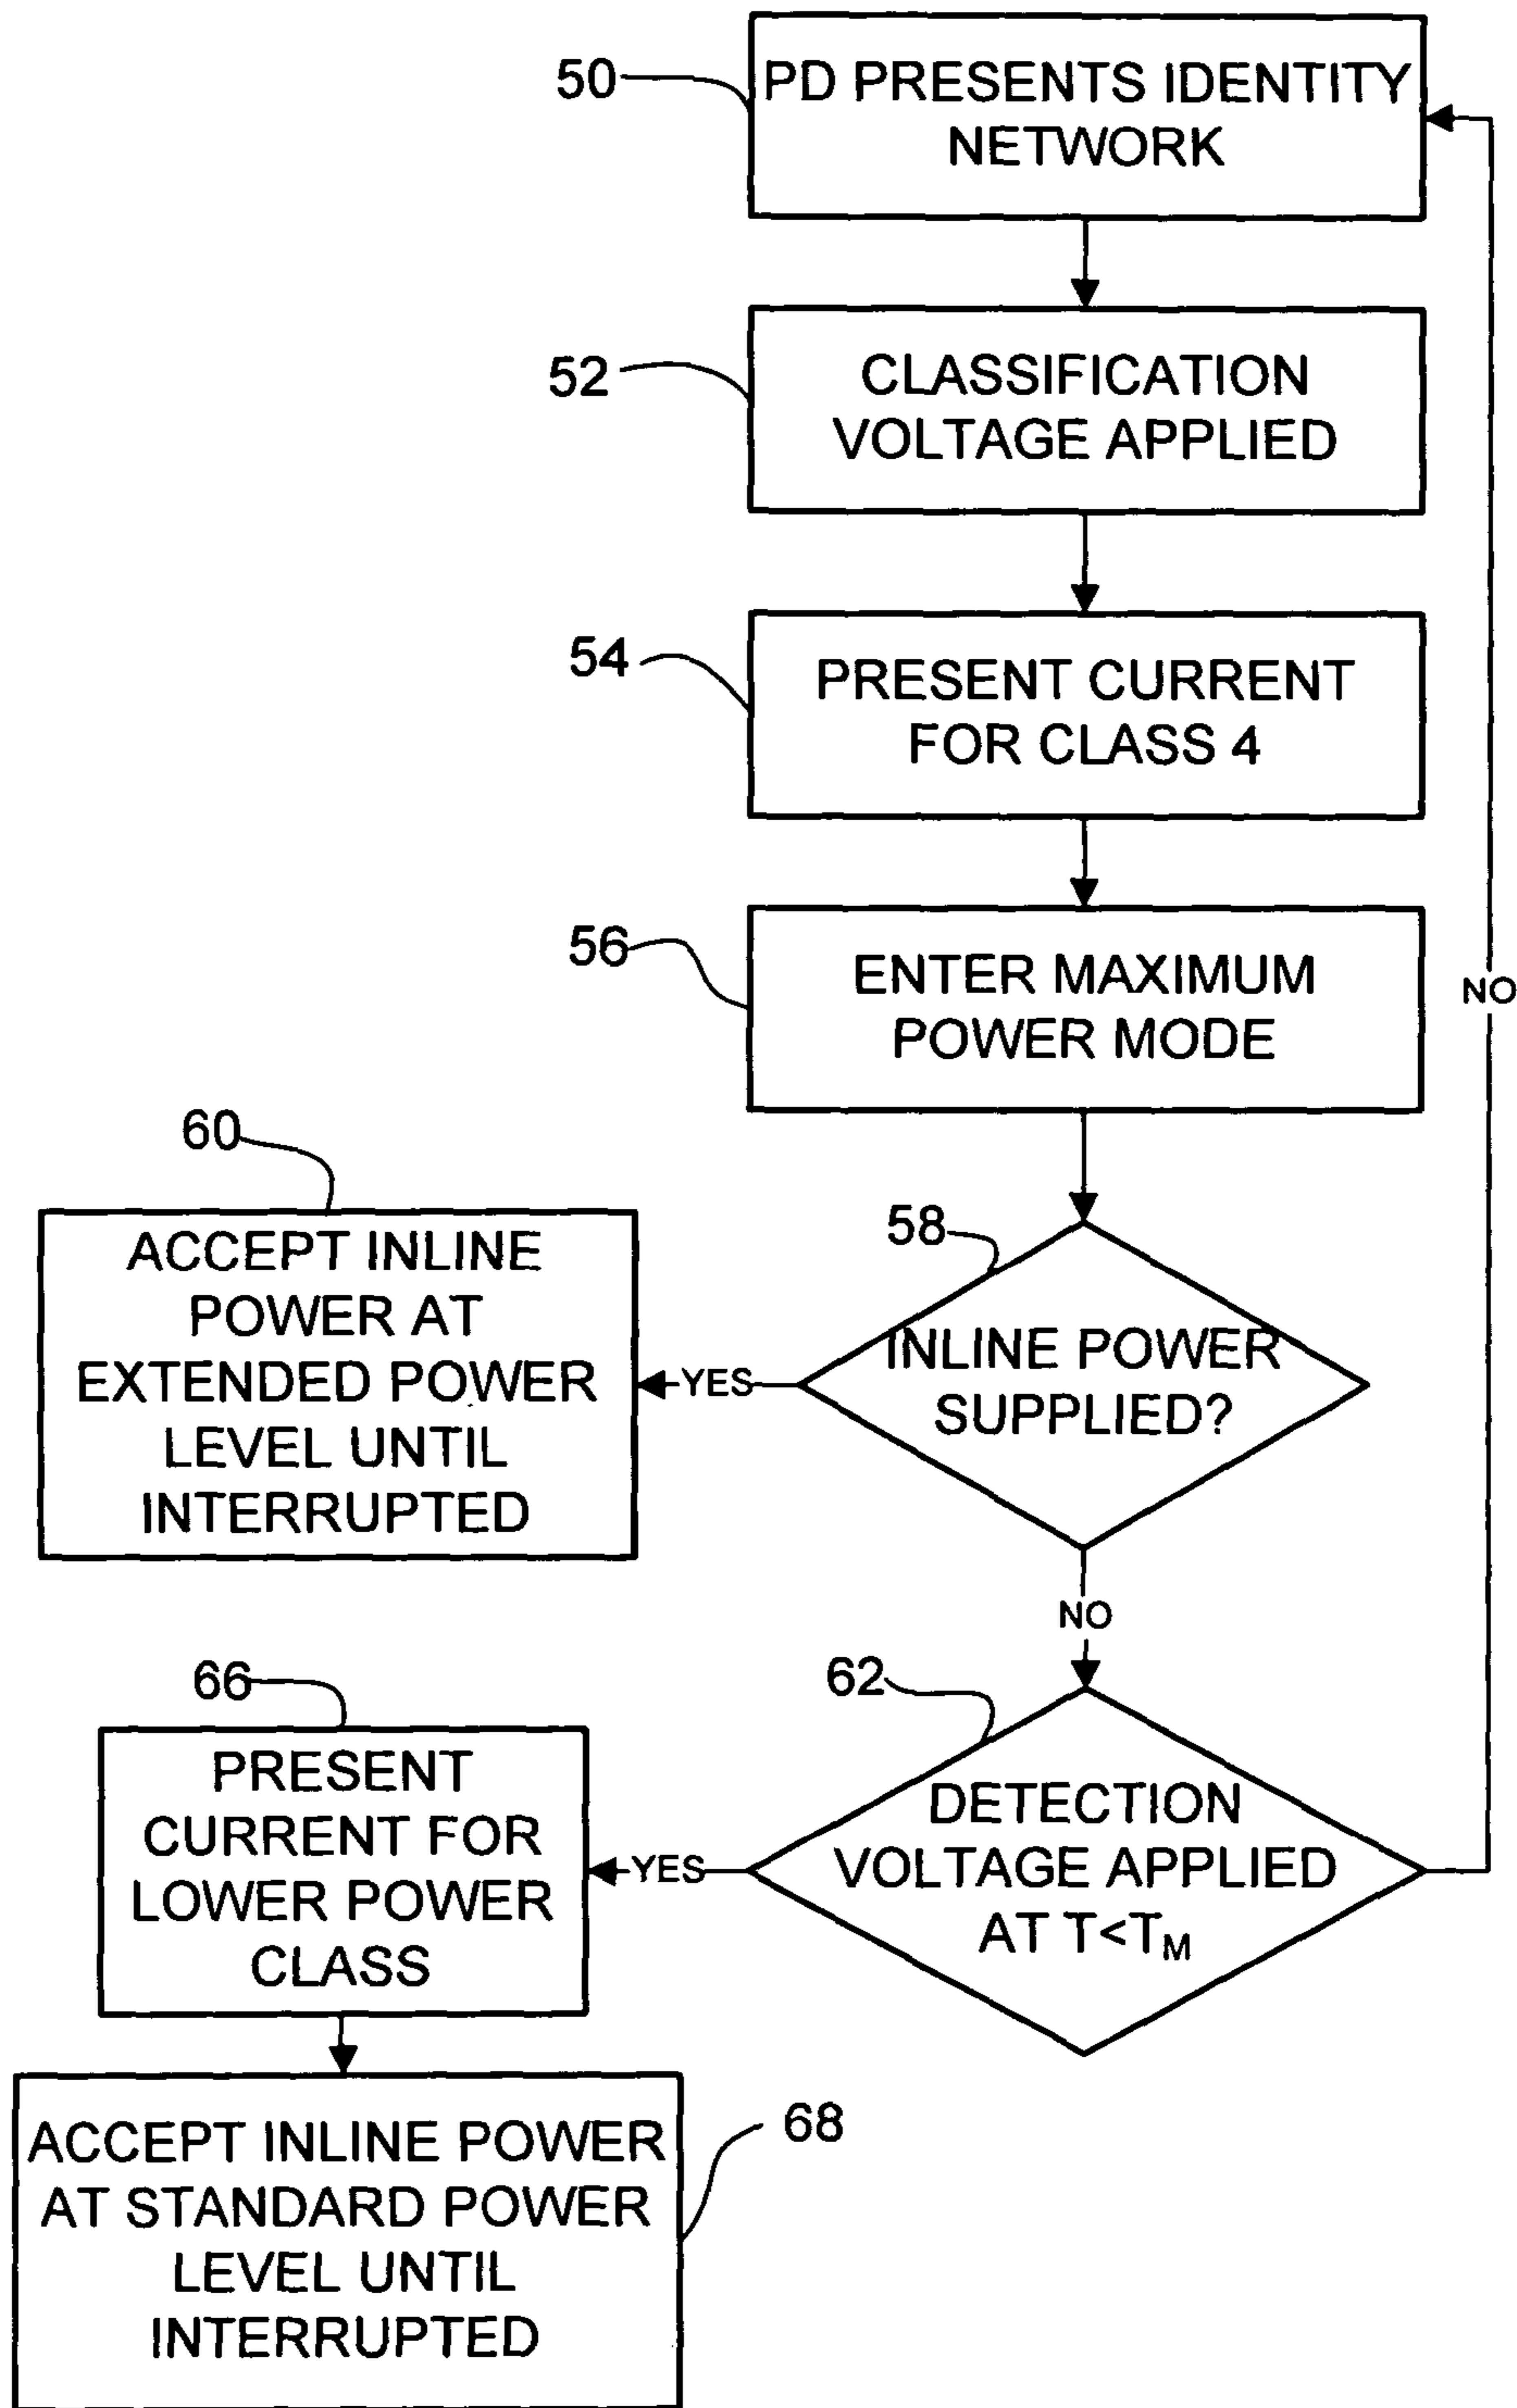 50
PD PRESENTS IDENTITY
NETWORK
52
CLASSIFICATION
VOLTAGE APPLIED
54
PRESENT CURRENT
FOR CLASS 4
56
ENTER MAXIMUM
POWER MODE
NO
60
ACCEPT INLINE
POWER AT
EXTENDED POWER
LEVEL UNTIL
INTERRUPTED
YES
58
INLINE POWER
SUPPLIED?
NO
66
PRESENT
CURRENT FOR
LOWER POWER
CLASS
YES
62
DETECTION
VOLTAGE APPLIED
AT T<TM
ACCEPT INLINE POWER
AT STANDARD POWER
LEVEL UNTIL
INTERRUPTED
68